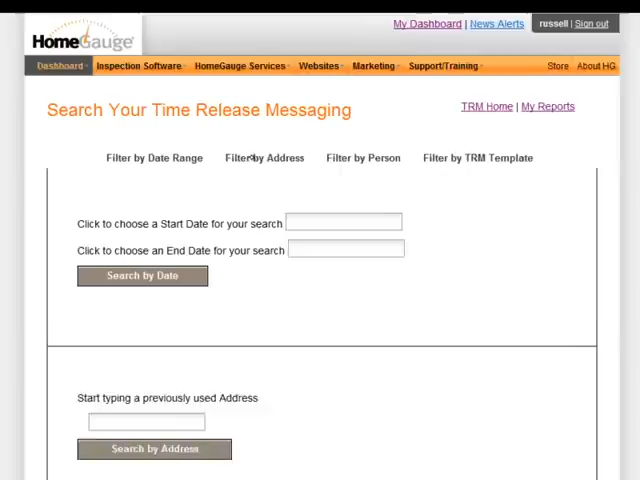 My Dashboard | News Alerts
russell | Sign out
HomeGauge
Dashboard Inspection Software HomeGauge Services Websites Marketing Support/Training Store About HG
Search Your Time Release Messaging
TRM Home | My Reports
Filter by Date Range Filter by Address Filter by Person Filter by TRM Template
Click to choose a Start Date for your search
Click to choose an End Date for your search
Search by Date
Start typing a previously used Address
Search by Address